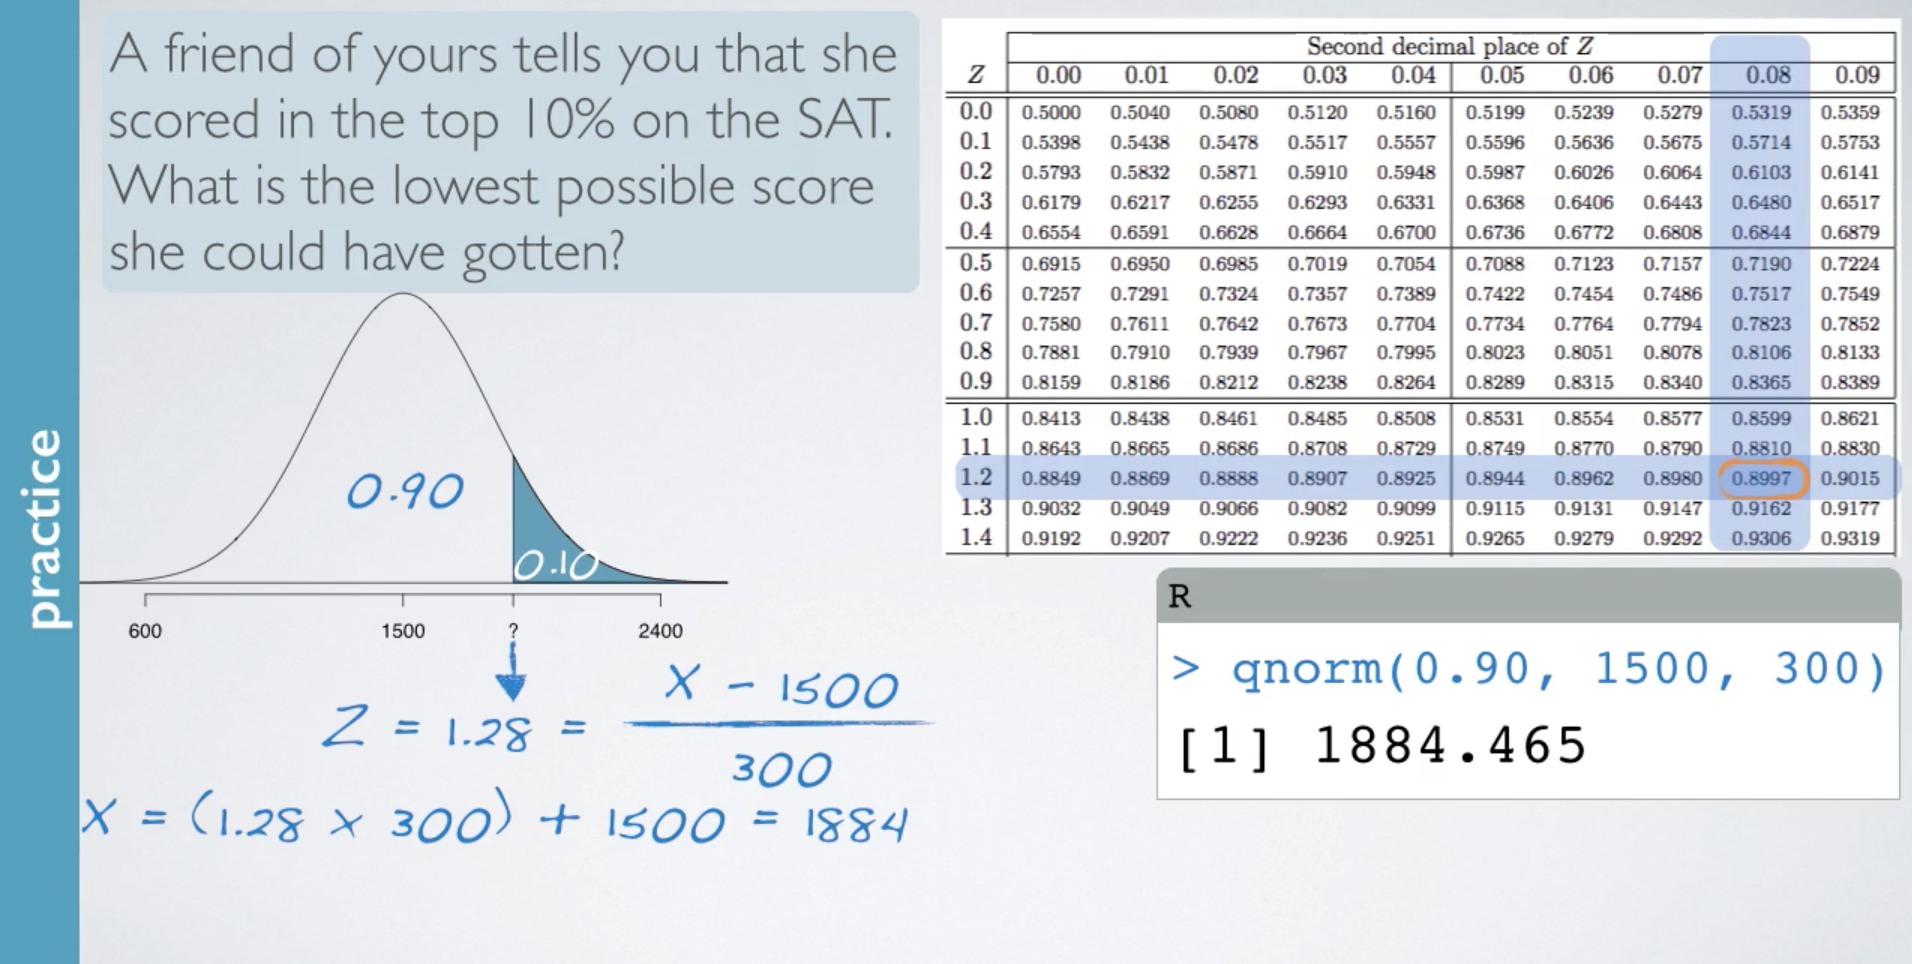 practice
A friend of yours tells you that she
scored in the top 10% on the SAT.
What is the lowest possible score
she could have gotten?
0.90
0.10
600 1500 ? 2400
Z = 1.28 = X - 1500
300
X = (1.28 x 300) + 1500 = 1884
Second decimal place of Z
Z 0.00 0.01 0.02 0.03 0.04 0.05 0.06 0.07 0.08 0.09
0.0 0.5000 0.5040 0.5080 0.5120 0.5160 0.5199 0.5239 0.5279 0.5319 0.5359
0.1 0.5398 0.5438 0.5478 0.5517 0.5557 0.5596 0.5636 0.5675 0.5714 0.5753
0.2 0.5793 0.5832 0.5871 0.5910 0.5948 0.5987 0.6026 0.6064 0.6103 0.6141
0.3 0.6179 0.6217 0.6255 0.6293 0.6331 0.6368 0.6406 0.6443 0.6480 0.6517
0.4 0.6554 0.6591 0.6628 0.6664 0.6700 0.6736 0.6772 0.6808 0.6844 0.6879
0.5 0.6915 0.6950 0.6985 0.7019 0.7054 0.7088 0.7123 0.7157 0.7190 0.7224
0.6 0.7257 0.7291 0.7324 0.7357 0.7389 0.7422 0.7454 0.7486 0.7517 0.7549
0.7 0.7580 0.7611 0.7642 0.7673 0.7704 0.7734 0.7764 0.7794 0.7823 0.7852
0.8 0.7881 0.7910 0.7939 0.7967 0.7995 0.8023 0.8051 0.8078 0.8106 0.8133
0.9 0.8159 0.8186 0.8212 0.8238 0.8264 0.8289 0.8315 0.8340 0.8365 0.8389
1.0 0.8413 0.8438 0.8461 0.8485 0.8508 0.8531 0.8554 0.8577 0.8599 0.8621
1.1 0.8643 0.8665 0.8686 0.8708 0.8729 0.8749 0.8770 0.8790 0.8810 0.8830
1.2 0.8849 0.8869 0.8888 0.8907 0.8925 0.8944 0.8962 0.8980 0.8997 0.9015
1.3 0.9032 0.9049 0.9066 0.9082 0.9099 0.9115 0.9131 0.9147 0.9162 0.9177
1.4 0.9192 0.9207 0.9222 0.9236 0.9251 0.9265 0.9279 0.9292 0.9306 0.9319
R
> qnorm(0.90, 1500, 300)
[1] 1884.465